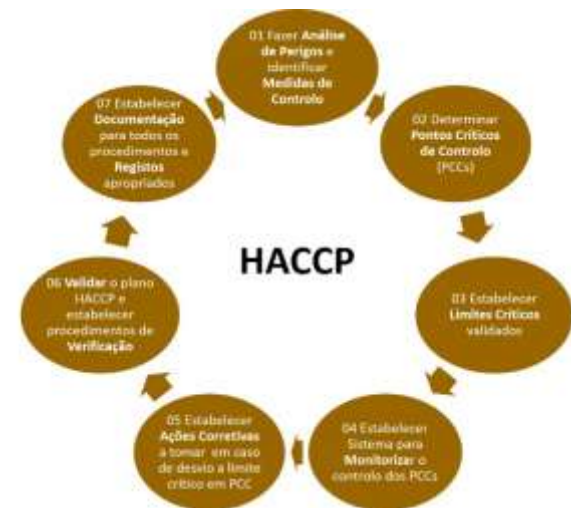 01 Fazer Análise
de Perigos e
identificar
Medidas de
Controlo
02 Determinar
Pontos Críticos
de Controlo
(PCCs)
03 Estabelecer
Limites Críticos
validados
04 Estabelecer
Sistema para
Monitorizar o
controlo dos PCCs
05 Estabelecer
Ações Corretivas
a tomar em caso
de desvio a limite
crítico em PCC
06 Validar o plano
HACCP e
estabelecer
procedimentos de
Verificação
07 Estabelecer
Documentação
para todos os
procedimentos e
Registos
apropriados
HACCP